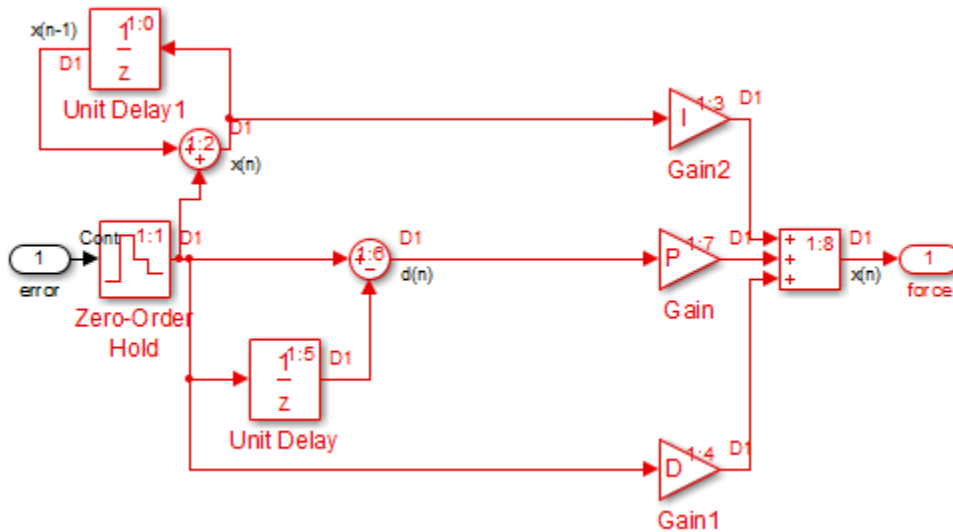 x(n-1)
1:0
D1
1
z
Unit Delay1
1:2
D1
+
+
x(n)
1:3
D1
I
Gain2
Cont
1:1
D1
1
error
Zero-Order
Hold
1:6
D1
+
-
d(n)
1:7
D1
P
Gain
+
+
+
1:8
D1
x(n)
1
force
1:5
D1
1
z
Unit Delay
1:4
D1
D
Gain1